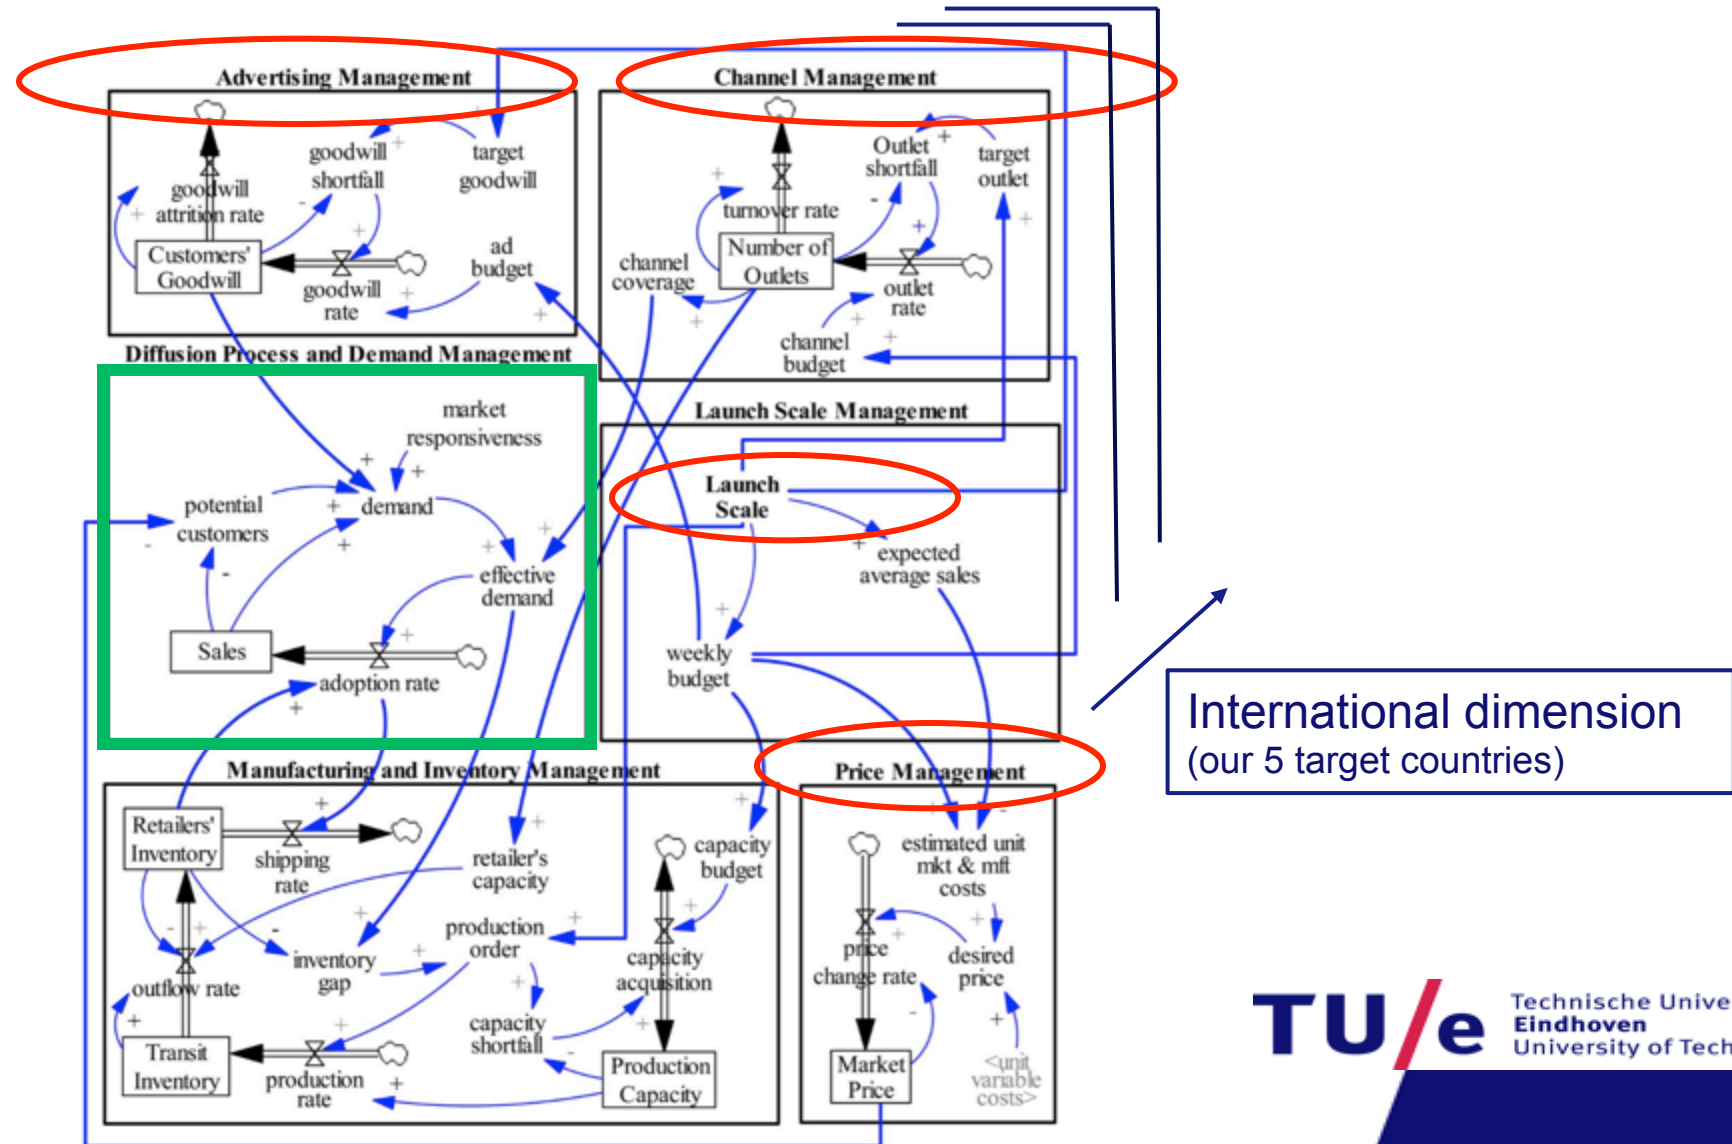 Advertising Management
goodwill
attrition rate
goodwill
shortfall
target
goodwill
Customers'
Goodwill
goodwill
rate
ad
budget
Channel Management
turnover rate
Outlet
shortfall
target
outlet
Number of
Outlets
channel
coverage
outlet
rate
channel
budget
Diffusion Process and Demand Management
market
responsiveness
potential
customers
demand
effective
demand
Sales
adoption rate
Launch Scale Management
Launch
Scale
expected
average sales
weekly
budget
International dimension
(our 5 target countries)
Manufacturing and Inventory Management
Retailers'
Inventory
shipping
rate
retailer's
capacity
capacity
budget
production
order
inventory
gap
outflow rate
capacity
acquisition
capacity
shortfall
Transit
Inventory
production
rate
Production
Capacity
Price Management
estimated unit
mkt & mft
costs
price
change rate
desired
price
Market
Price
<unit
variable
costs>
TU/e
Technische Unive
Eindhoven
University of Tech